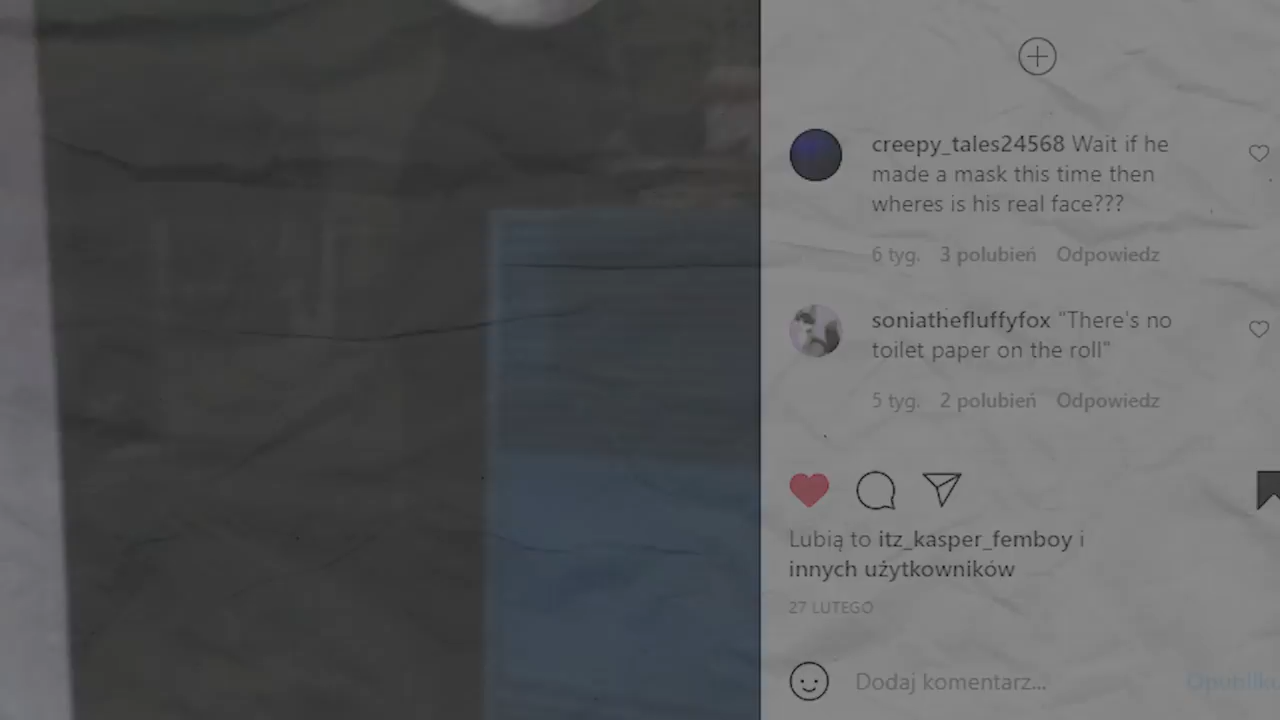 creepy_tales24568 Wait if he
made a mask this time then
wheres is his real face???
6 tyg. 3 polubień Odpowiedz
soniathefluffyfox "There's no
toilet paper on the roll"
5 tyg. 2 polubień Odpowiedz
Lubią to itz_kasper_femboy i
innych użytkowników
27 LUTEGO
Dodaj komentarz...